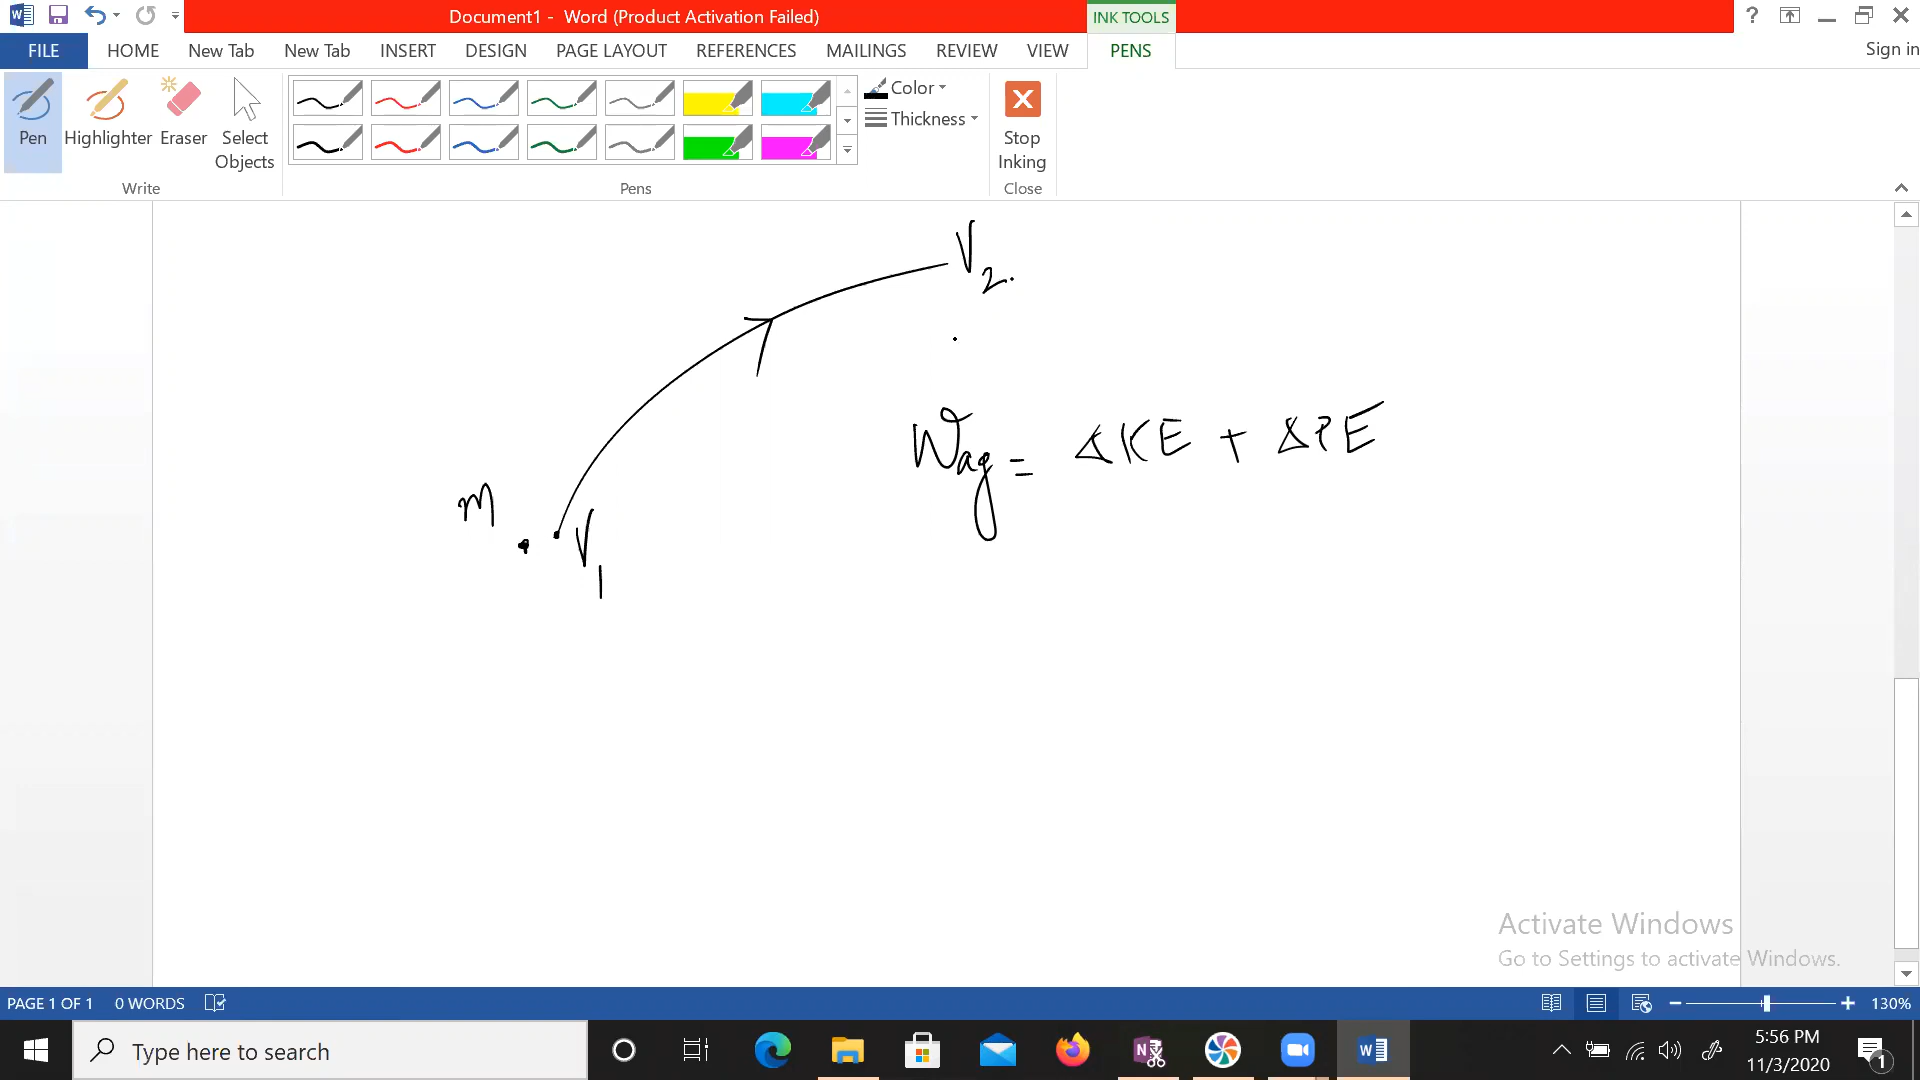 Document1 - Word (Product Activation Failed)
INK TOOLS
?
FILE HOME New Tab New Tab INSERT DESIGN PAGE LAYOUT REFERENCES MAILINGS REVIEW VIEW PENS
Sign in
Pen Highlighter Eraser Select Objects
Color
Thickness
Stop Inking
Write Pens Close
V2.
Wag = ΔKE + ΔPE
m
V1
Activate Windows
Go to Settings to activate Windows.
PAGE 1 OF 1 0 WORDS
130%
Type here to search
5:56 PM
11/3/2020
1